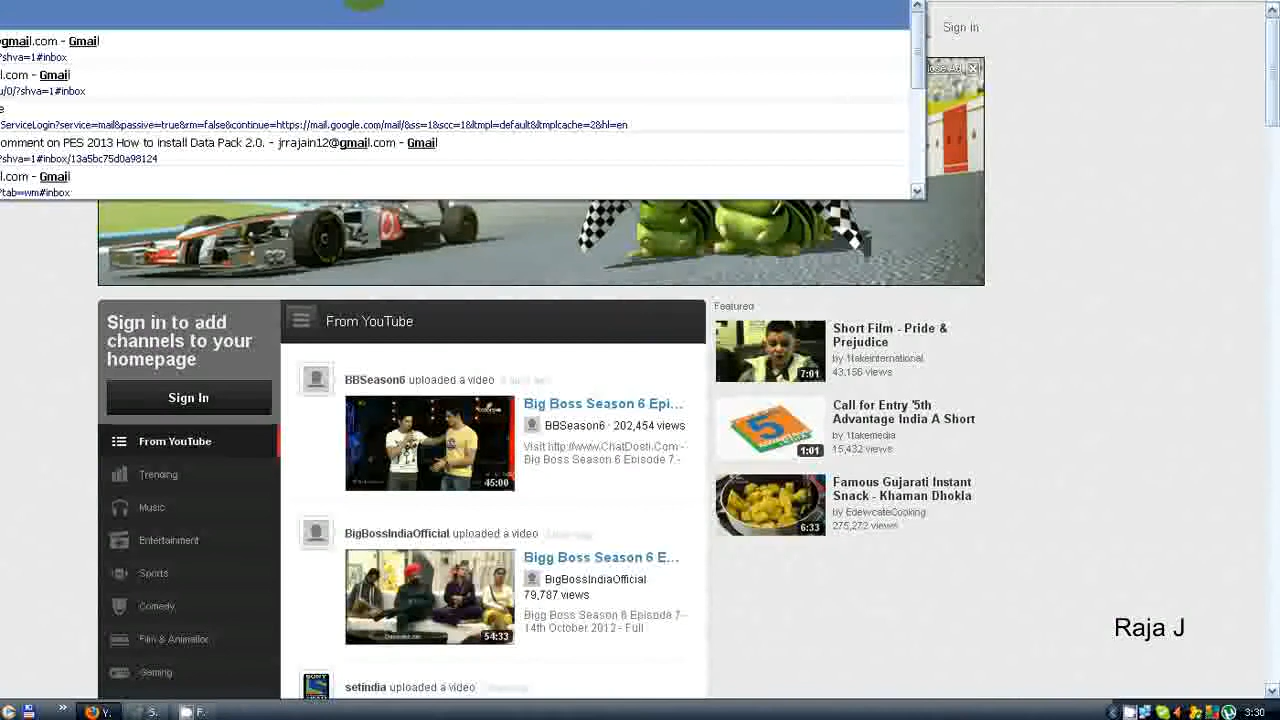 @gmail.com - Gmail
?shva=1#inbox
Sign in
l.com - Gmail
u/0/?shva=1#inbox
e
ServiceLogin?service=mail&passive=true&rm=false&continue=https://mail.google.com/mail/&ss=1&scc=1&ltmpl=default&ltmplcache=2&hl=en
omment on PES 2013 How to Install Data Pack 2.0. - jrrajain12@gmail.com - Gmail
?shva=1#inbox/13a5bc75d0a98124
l.com - Gmail
?tab=wm#inbox
Sign in to add
channels to your
homepage
Sign In
From YouTube
Trending
Music
Entertainment
Sports
Comedy
Film & Animation
Gaming
From YouTube
BBSeason6 uploaded a video
Big Boss Season 6 Epi...
BBSeason6 · 202,454 views
Visit http://www.ChatDosti.Com -
Big Boss Season 6 Episode 7 -
45:00
BigBossIndiaOfficial uploaded a video
Bigg Boss Season 6 E...
BigBossIndiaOfficial
79,787 views
Bigg Boss Season 6 Episode 7-
14th October 2012 - Full
54:33
setindia uploaded a video
Featured
Short Film - Pride &
Prejudice
by 1takeinternational
43,156 views
7:01
Call for Entry '5th
Advantage India A Short
by 1takemedia
15,432 views
1:01
Famous Gujarati Instant
Snack - Khaman Dhokla
by EdewcateCooking
275,272 views
6:33
Raja J
Y.
S.
F.
3:30